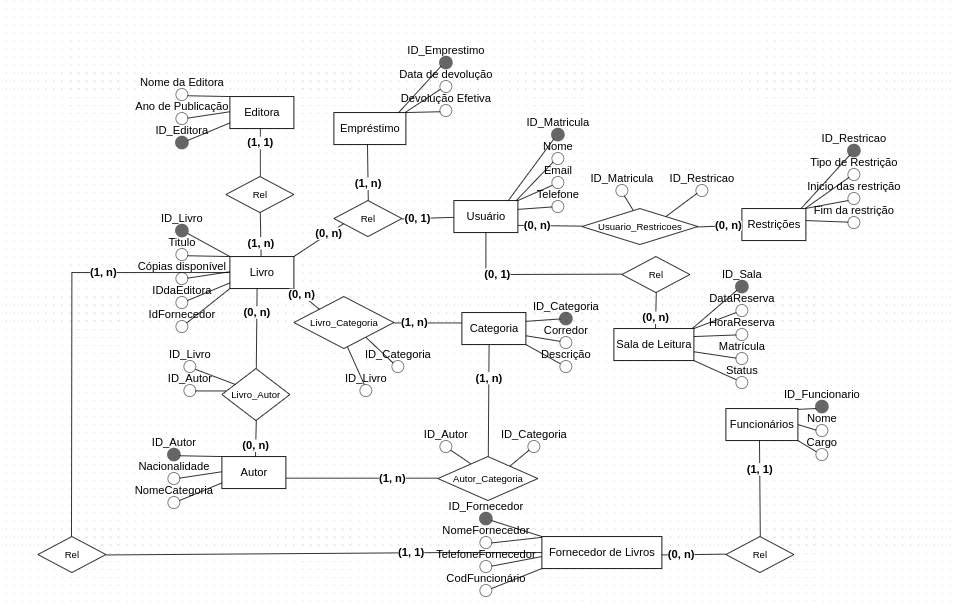 ID_Emprestimo
Data de devolução
Devolução Efetiva
Empréstimo
Nome da Editora
Ano de Publicação
ID_Editora
Editora
(1, 1)
Rel
(1, n)
(1, n)
Rel
(0, 1)
(0, n)
ID_Matricula
Nome
Email
Telefone
Usuário
(0, n)
ID_Matricula
ID_Restricao
Usuario_Restricoes
(0, n)
ID_Restricao
Tipo de Restrição
Inicio das restrição
Fim da restrição
Restrições
ID_Livro
Titulo
Cópias disponível
IDdaEditora
IdFornecedor
Livro
(1, n)
(0, n)
(0, n)
Livro_Categoria
(1, n)
ID_Categoria
ID_Livro
(0, 1)
Rel
(0, n)
ID_Sala
DataReserva
HoraReserva
Matrícula
Status
Sala de Leitura
ID_Categoria
Corredor
Descrição
Categoria
(1, n)
ID_Livro
ID_Autor
Livro_Autor
(0, n)
ID_Autor
Nacionalidade
NomeCategoria
Autor
(1, n)
ID_Autor
ID_Categoria
Autor_Categoria
ID_Funcionario
Nome
Cargo
Funcionários
(1, 1)
ID_Fornecedor
NomeFornecedor
TelefoneFornecedor
CodFuncionário
Fornecedor de Livros
(0, n)
Rel
Rel
(1, 1)